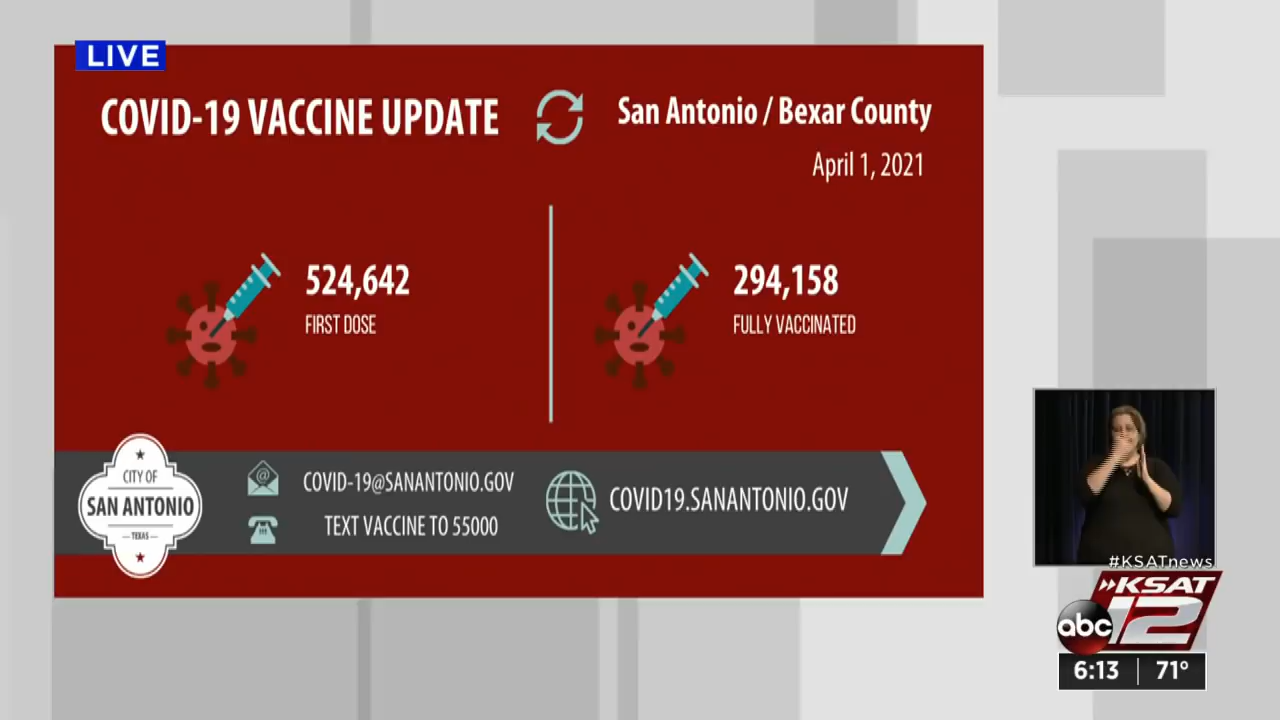 LIVE
COVID-19 VACCINE UPDATE
San Antonio / Bexar County
April 1, 2021
524,642
FIRST DOSE
294,158
FULLY VACCINATED
CITY OF
SAN ANTONIO
TEXAS
COVID-19@SANANTONIO.GOV
TEXT VACCINE TO 55000
COVID19.SANANTONIO.GOV
#KSATnews
KSAT
abc 12
6:13 71°